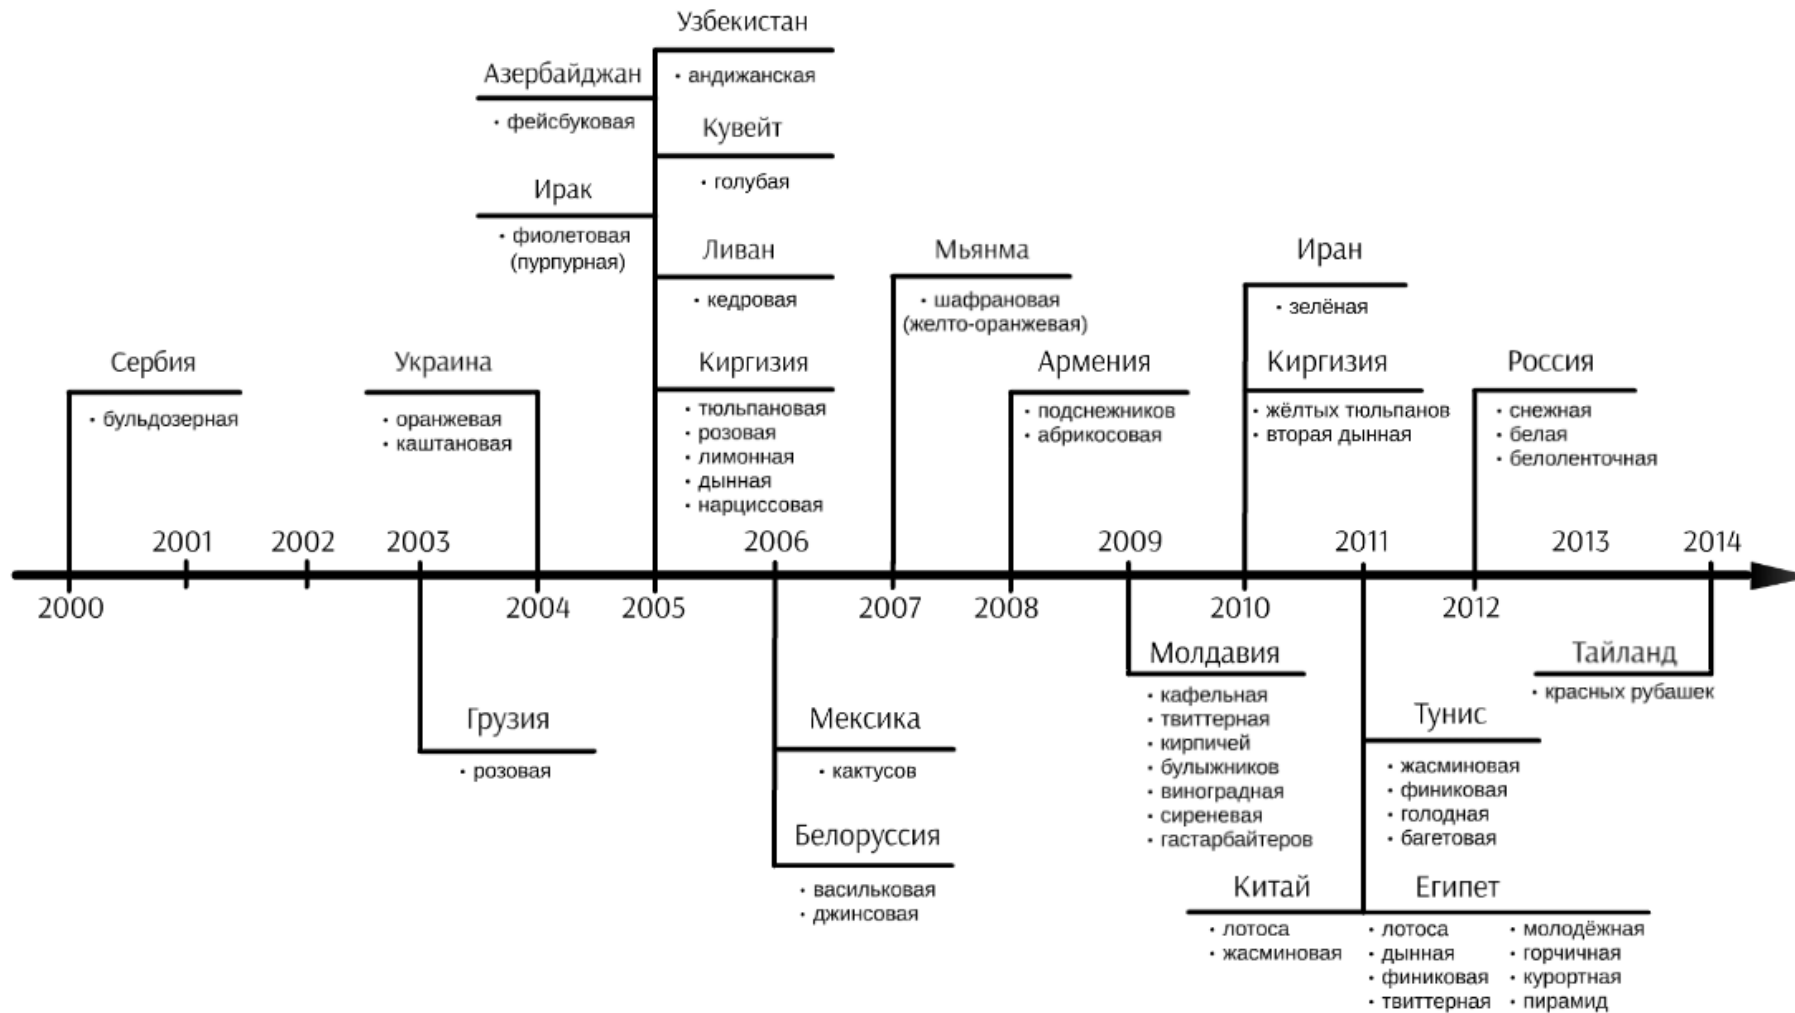 Узбекистан
• андижанская
Азербайджан
• фейсбуковая
Кувейт
• голубая
Ирак
• фиолетовая
(пурпурная)
Ливан
• кедровая
Мьянма
• шафрановая
(желто-оранжевая)
Иран
• зелёная
Сербия
• бульдозерная
Украина
• оранжевая
• каштановая
Киргизия
• тюльпановая
• розовая
• лимонная
• дынная
• нарциссовая
Армения
• подснежников
• абрикосовая
Киргизия
• жёлтых тюльпанов
• вторая дынная
Россия
• снежная
• белая
• белоленточная
2001
2002
2003
2006
2009
2011
2013
2014
2000
2004
2005
2007
2008
2010
2012
Грузия
• розовая
Мексика
• кактусов
Белоруссия
• васильковая
• джинсовая
Молдавия
• кафельная
• твиттерная
• кирпичей
• булыжников
• виноградная
• сиреневая
• гастарбайтеров
Тайланд
• красных рубашек
Тунис
• жасминовая
• финиковая
• голодная
• багетовая
Китай
• лотоса
• жасминовая
Египет
• лотоса
• дынная
• финиковая
• твиттерная
• молодёжная
• горчичная
• курортная
• пирамид